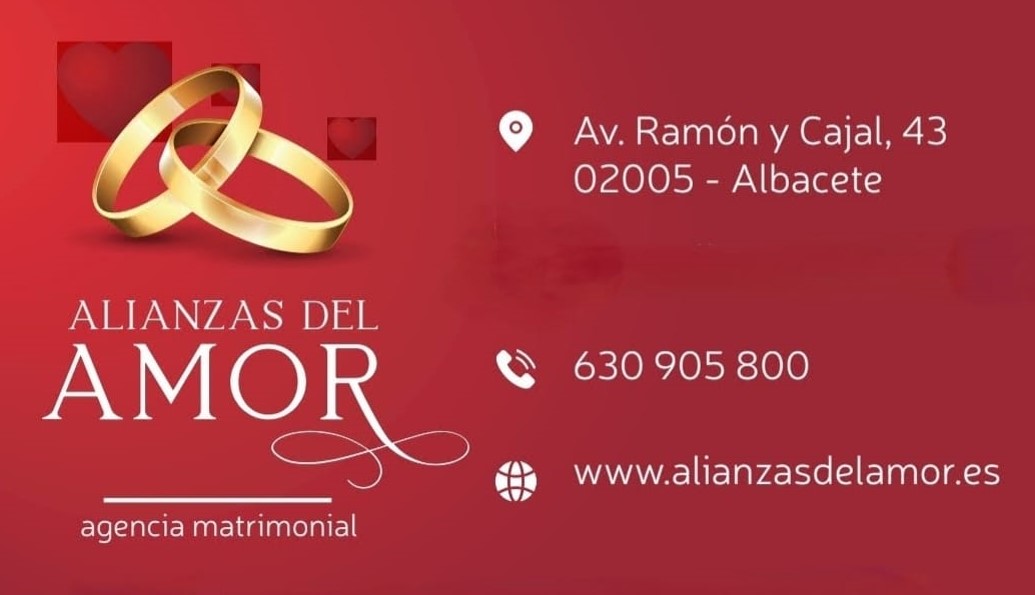 ALIANZAS DEL
AMOR
agencia matrimonial
Av. Ramón y Cajal, 43
02005 - Albacete
630 905 800
www.alianzasdelamor.es